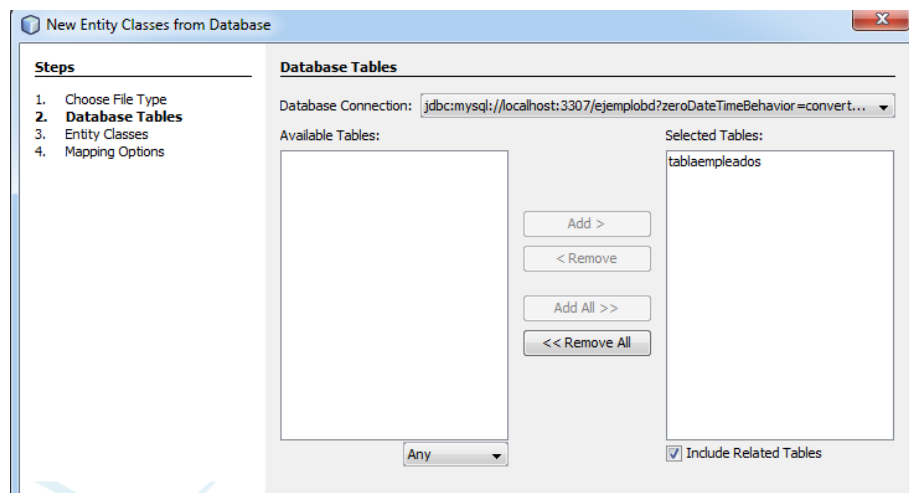 New Entity Classes from Database
X
Steps
1. Choose File Type
2. Database Tables
3. Entity Classes
4. Mapping Options
Database Tables
Database Connection: jdbc:mysql://localhost:3307/ejemplobd?zeroDateTimeBehavior=convert...
Available Tables:
Selected Tables:
tablaempleados
Add >
< Remove
Add All >>
<< Remove All
Any
Include Related Tables